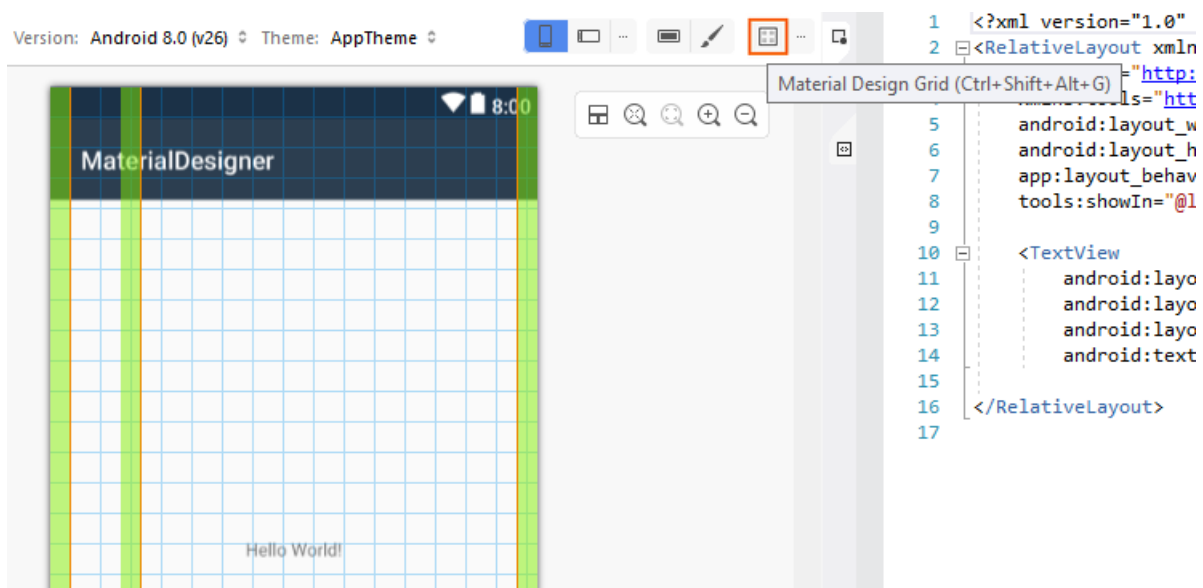 Version: Android 8.0 (v26) Theme: AppTheme
Material Design Grid (Ctrl+Shift+Alt+G)
8:00
MaterialDesigner
Hello World!
1 <?xml version="1.0"
2 <RelativeLayout xmln
"http:
ls="htt
5 android:layout_w
6 android:layout_h
7 app:layout_behav
8 tools:showIn="@l
9
10 <TextView
11 android:layo
12 android:layo
13 android:layo
14 android:text
15
16 </RelativeLayout>
17